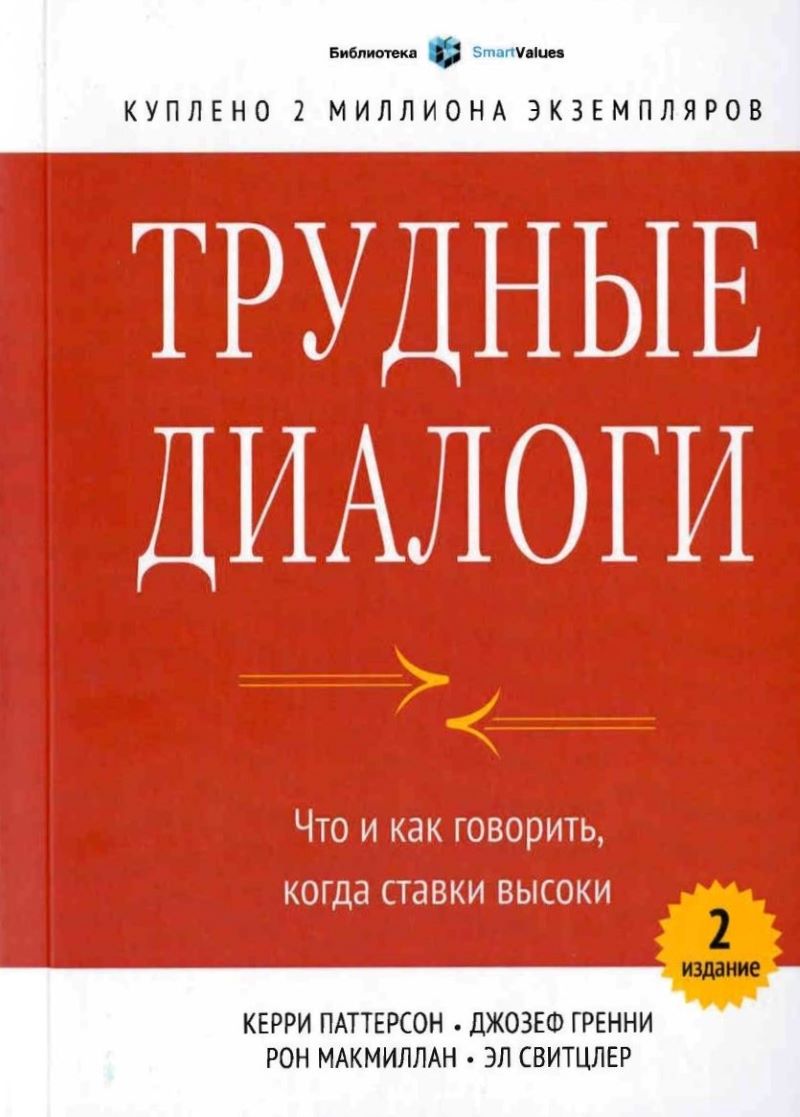 Библиотека SmartValues
КУПЛЕНО 2 МИЛЛИОНА ЭКЗЕМПЛЯРОВ
ТРУДНЫЕ
ДИАЛОГИ
Что и как говорить,
когда ставки высоки
2
издание
КЕРРИ ПАТТЕРСОН • ДЖОЗЕФ ГРЕННИ
РОН МАКМИЛЛАН • ЭЛ СВИТЦЛЕР